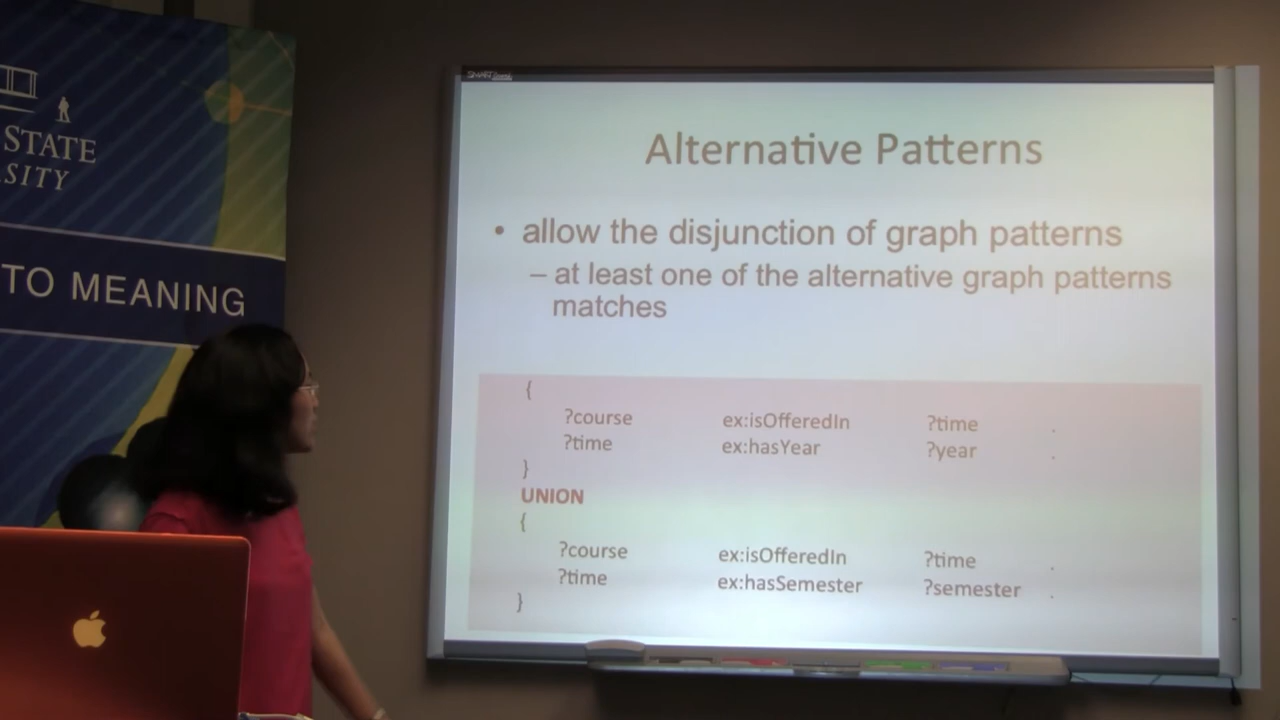 STATE
SITY
TO MEANING
SMART
Alternative Patterns
• allow the disjunction of graph patterns
– at least one of the alternative graph patterns
matches
{
?course ex:isOfferedIn ?time .
?time ex:hasYear ?year .
}
UNION
{
?course ex:isOfferedIn ?time .
?time ex:hasSemester ?semester .
}